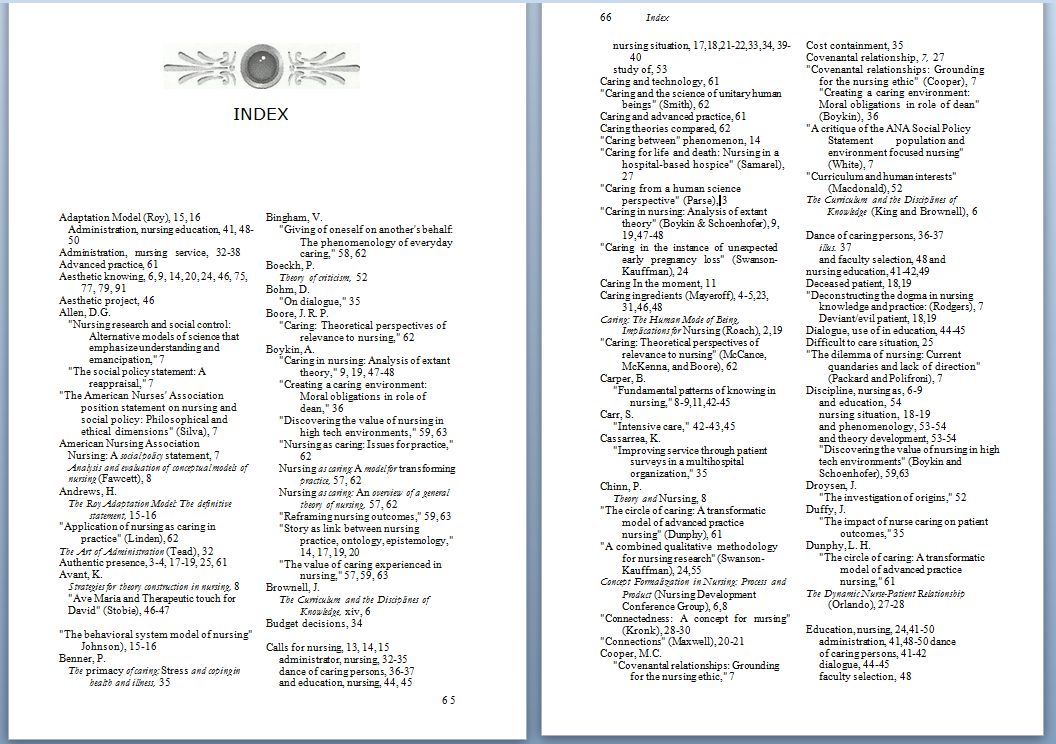 INDEX
Adaptation Model (Roy), 15, 16
Administration, nursing education, 41, 48-
50
Administration, nursing service, 32-38
Advanced practice, 61
Aesthetic knowing, 6, 9, 14, 20, 24, 46, 75,
77, 79, 91
Aesthetic project, 46
Allen, D.G.
"Nursing research and social control:
Alternative models of science that
emphasize understanding and
emancipation," 7
"The social policy statement: A
reappraisal," 7
"The American Nurses' Association
position statement on nursing and
social policy: Philosophical and
ethical dimensions" (Silva), 7
American Nursing Association
Nursing: A social policy statement, 7
Analysis and evaluation of conceptual models of
nursing (Fawcett), 8
Andrews, H.
The Roy Adaptation Model: The definitive
statement, 15-16
"Application of nursing as caring in
practice" (Linden), 62
The Art of Administration (Tead), 32
Authentic presence, 3-4, 17-19, 25, 61
Avant, K.
Strategies for theory construction in nursing, 8
"Ave Maria and Therapeutic touch for
David" (Stobie), 46-47
"The behavioral system model of nursing"
Johnson), 15-16
Benner, P.
The primacy of caring: Stress and coping in
health and illness, 35
Bingham, V.
"Giving of oneself on another's behalf:
The phenomenology of everyday
caring," 58, 62
Boeckh, P.
Theory of criticism, 52
Bohm, D.
"On dialogue," 35
Boore, J. R. P.
"Caring: Theoretical perspectives of
relevance to nursing," 62
Boykin, A.
"Caring in nursing: Analysis of extant
theory," 9, 19, 47-48
"Creating a caring environment:
Moral obligations in role of
dean," 36
"Discovering the value of nursing in
high tech environments," 59, 63
"Nursing as caring: Issues for practice,"
62
Nursing as caring: A model for transforming
practice, 57, 62
Nursing as caring: An overview of a general
theory of nursing, 57, 62
"Reframing nursing outcomes," 59, 63
"Story as link between nursing
practice, ontology, epistemology,"
14, 17, 19, 20
"The value of caring experienced in
nursing," 57, 59, 63
Brownell, J.
The Curriculum and the Disciplines of
Knowledge, xiv, 6
Budget decisions, 34
Calls for nursing, 13, 14, 15
administrator, nursing, 32-35
dance of caring persons, 36-37
and education, nursing, 44, 45
65
66 Index
nursing situation, 17,18,21-22,33,34, 39-
40
study of, 53
Caring and technology, 61
"Caring and the science of unitary human
beings" (Smith), 62
Caring and advanced practice, 61
Caring theories compared, 62
"Caring between" phenomenon, 14
"Caring for life and death: Nursing in a
hospital-based hospice" (Samarel),
27
"Caring from a human science
perspective" (Parse), 3
"Caring in nursing: Analysis of extant
theory" (Boykin & Schoenhofer), 9,
19,47-48
"Caring in the instance of unexpected
early pregnancy loss" (Swanson-
Kauffman), 24
Caring In the moment, 11
Caring ingredients (Mayeroff), 4-5,23,
31,46,48
Caring: The Human Mode of Being,
Implications for Nursing (Roach), 2,19
"Caring: Theoretical perspectives of
relevance to nursing" (McCance,
McKenna, and Boore), 62
Carper, B.
"Fundamental patterns of knowing in
nursing," 8-9,11,42-45
Carr, S.
"Intensive care," 42-43,45
Cassarrea, K.
"Improving service through patient
surveys in a multihospital
organization," 35
Chinn, P.
Theory and Nursing, 8
"The circle of caring: A transformatic
model of advanced practice
nursing" (Dunphy), 61
"A combined qualitative methodology
for nursing research" (Swanson-
Kauffman), 24,55
Concept Formalization in Nursing: Process and
Product (Nursing Development
Conference Group), 6,8
"Connectedness: A concept for nursing"
(Kronk), 28-30
"Connections" (Maxwell), 20-21
Cooper, M.C.
"Covenantal relationships: Grounding
for the nursing ethic," 7
Cost containment, 35
Covenantal relationship, 7, 27
"Covenantal relationships: Grounding
for the nursing ethic" (Cooper), 7
"Creating a caring environment:
Moral obligations in role of dean"
(Boykin), 36
"A critique of the ANA Social Policy
Statement population and
environment focused nursing"
(White), 7
"Curriculum and human interests"
(Macdonald), 52
The Curriculum and the Disciplines of
Knowledge (King and Brownell), 6
Dance of caring persons, 36-37
illus. 37
and faculty selection, 48 and
nursing education, 41-42,49
Deceased patient, 18,19
"Deconstructing the dogma in nursing
knowledge and practice: (Rodgers), 7
Deviant/evil patient, 18,19
Dialogue, use of in education, 44-45
Difficult to care situation, 25
"The dilemma of nursing: Current
quandaries and lack of direction"
(Packard and Polifroni), 7
Discipline, nursing as, 6-9
and education, 54
nursing situation, 18-19
and phenomenology, 53-54
and theory development, 53-54
"Discovering the value of nursing in high
tech environments" (Boykin and
Schoenhofer), 59,63
Droysen, J.
"The investigation of origins," 52
Duffy, J.
"The impact of nurse caring on patient
outcomes," 35
Dunphy, L. H.
"The circle of caring: A transformatic
model of advanced practice
nursing," 61
The Dynamic Nurse-Patient Relationship
(Orlando), 27-28
Education, nursing, 24,41-50
administration, 41,48-50 dance
of caring persons, 41-42
dialogue, 44-45
faculty selection, 48